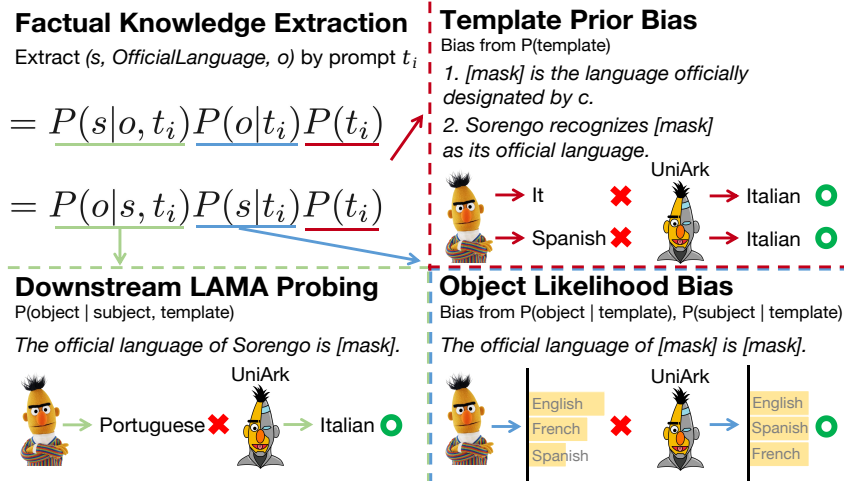 Factual Knowledge Extraction
Extract (s, OfficialLanguage, o) by prompt t_i
= P(s|o, t_i)P(o|t_i)P(t_i)
= P(o|s, t_i)P(s|t_i)P(t_i)
Template Prior Bias
Bias from P(template)
1. [mask] is the language officially
designated by c.
2. Sorengo recognizes [mask]
as its official language.
UniArk
It
Italian
Spanish
Italian
Downstream LAMA Probing
P(object | subject, template)
The official language of Sorengo is [mask].
UniArk
Portuguese
Italian
Object Likelihood Bias
Bias from P(object | template), P(subject | template)
The official language of [mask] is [mask].
UniArk
English
French
Spanish
English
Spanish
French